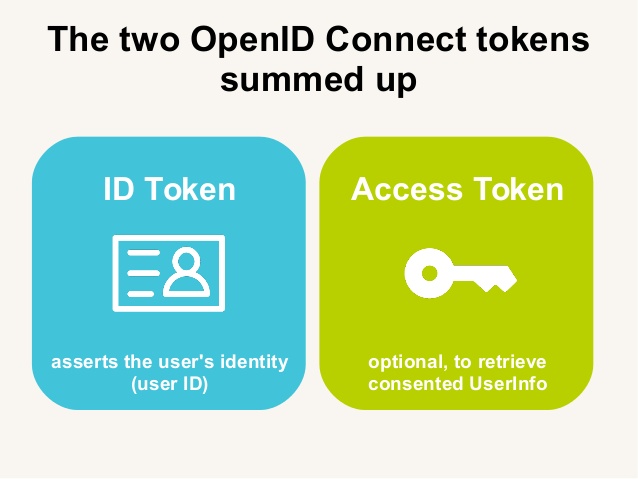 The two OpenID Connect tokens
summed up
ID Token
asserts the user's identity
(user ID)
Access Token
optional, to retrieve
consented UserInfo